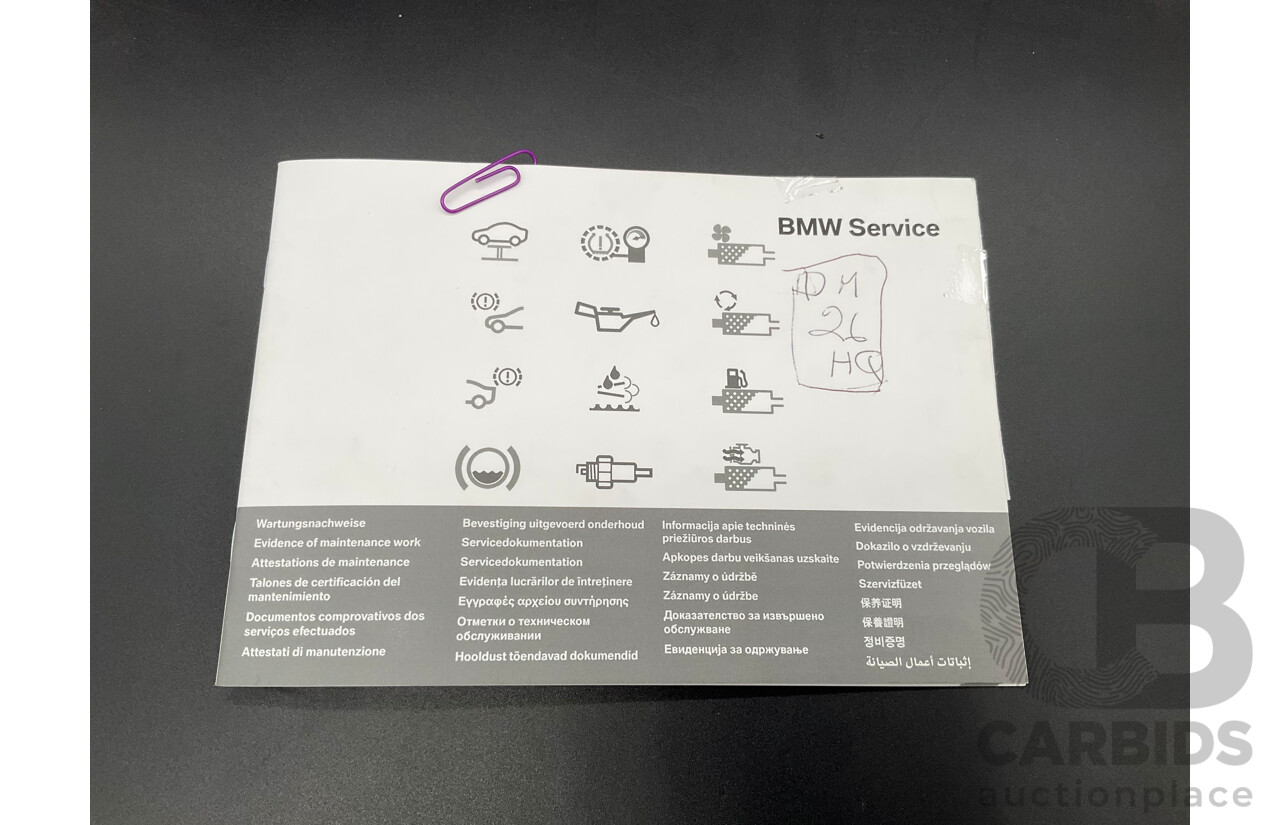 BMW Service
DM
26
HQ
Wartungsnachweise
Evidence of maintenance work
Attestations de maintenance
Talones de certificación del
mantenimiento
Documentos comprovativos dos
serviços efectuados
Attestati di manutenzione
Bevestiging uitgevoerd onderhoud
Servicedokumentation
Servicedokumentation
Evidența lucrărilor de întreținere
Εγγραφές αρχείου συντήρησης
Отметки о техническом
обслуживании
Hooldust tõendavad dokumendid
Informacija apie techninės
priežiūros darbus
Apkopes darbu veikšanas uzskaite
Záznamy o údržbě
Záznamy o údržbe
Доказателство за извършено
обслужване
Евиденција за одржување
Evidencija održavanja vozila
Dokazilo o vzdrževanju
Potwierdzenia przeglądów
Szervizfüzet
保养证明
保養證明
정비증명
إثباتات أعمال الصيانة
CARBIDS
auctionplace